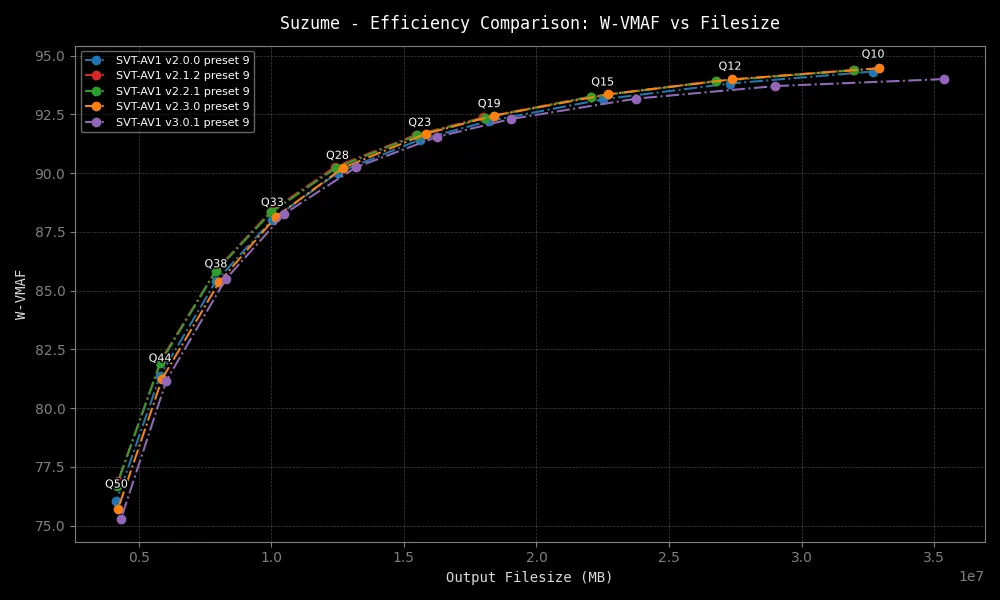 Suzume - Efficiency Comparison: W-VMAF vs Filesize
SVT-AV1 v2.0.0 preset 9
SVT-AV1 v2.1.2 preset 9
SVT-AV1 v2.2.1 preset 9
SVT-AV1 v2.3.0 preset 9
SVT-AV1 v3.0.1 preset 9
W-VMAF
95.0
92.5
90.0
87.5
85.0
82.5
80.0
77.5
75.0
Q10
Q12
Q15
Q19
Q23
Q28
Q33
Q38
Q44
Q50
0.5 1.0 1.5 2.0 2.5 3.0 3.5
1e7
Output Filesize (MB)